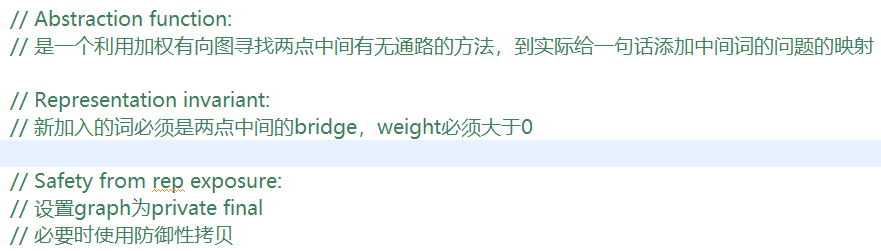 // Abstraction function:
// 是一个利用加权有向图寻找两点中间有无通路的方法，到实际给一句话添加中间词的问题的映射
// Representation invariant:
// 新加入的词必须是两点中间的bridge，weight必须大于0
// Safety from rep exposure:
// 设置graph为private final
// 必要时使用防御性拷贝